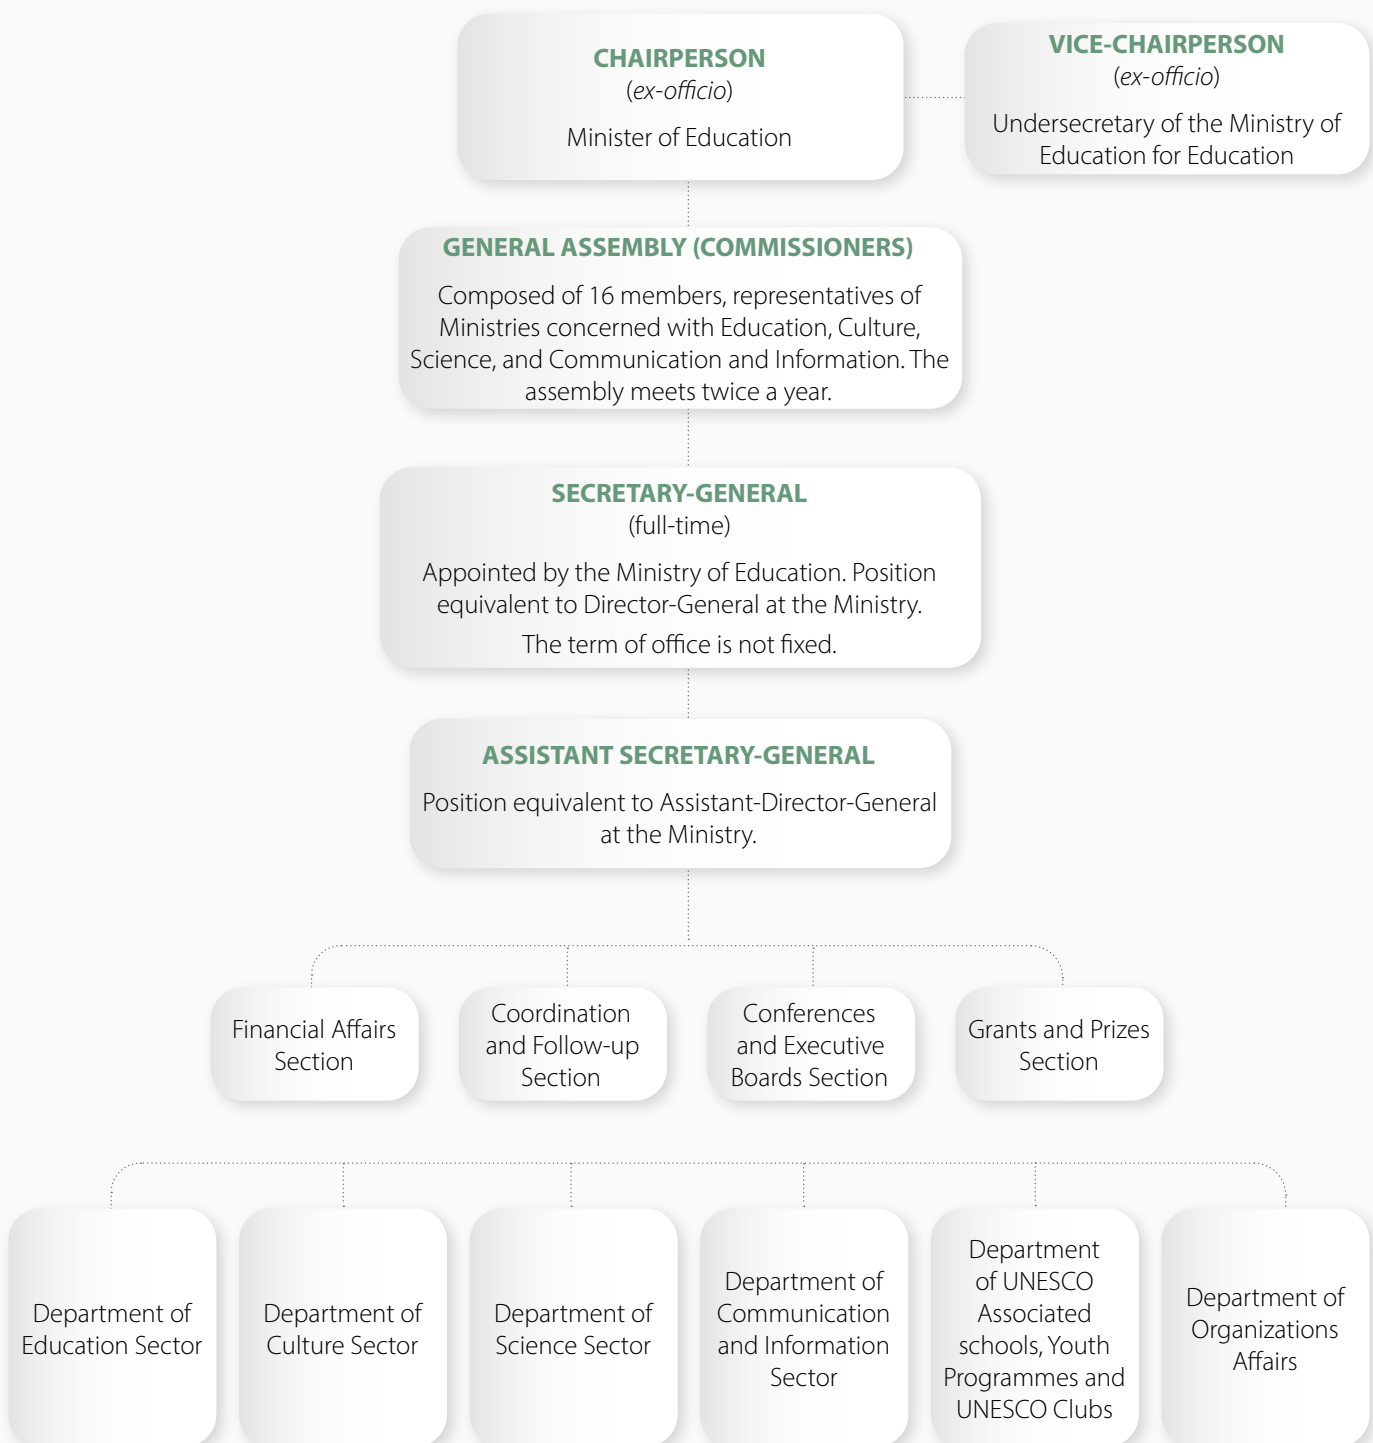 CHAIRPERSON
(ex-officio)
Minister of Education
VICE-CHAIRPERSON
(ex-officio)
Undersecretary of the Ministry of
Education for Education
GENERAL ASSEMBLY (COMMISSIONERS)
Composed of 16 members, representatives of
Ministries concerned with Education, Culture,
Science, and Communication and Information. The
assembly meets twice a year.
SECRETARY-GENERAL
(full-time)
Appointed by the Ministry of Education. Position
equivalent to Director-General at the Ministry.
The term of office is not fixed.
ASSISTANT SECRETARY-GENERAL
Position equivalent to Assistant-Director-General
at the Ministry.
Financial Affairs
Section
Coordination
and Follow-up
Section
Conferences
and Executive
Boards Section
Grants and Prizes
Section
Department of
Education Sector
Department of
Culture Sector
Department of
Science Sector
Department of
Communication
and Information
Sector
Department
of UNESCO
Associated
schools, Youth
Programmes and
UNESCO Clubs
Department of
Organizations
Affairs